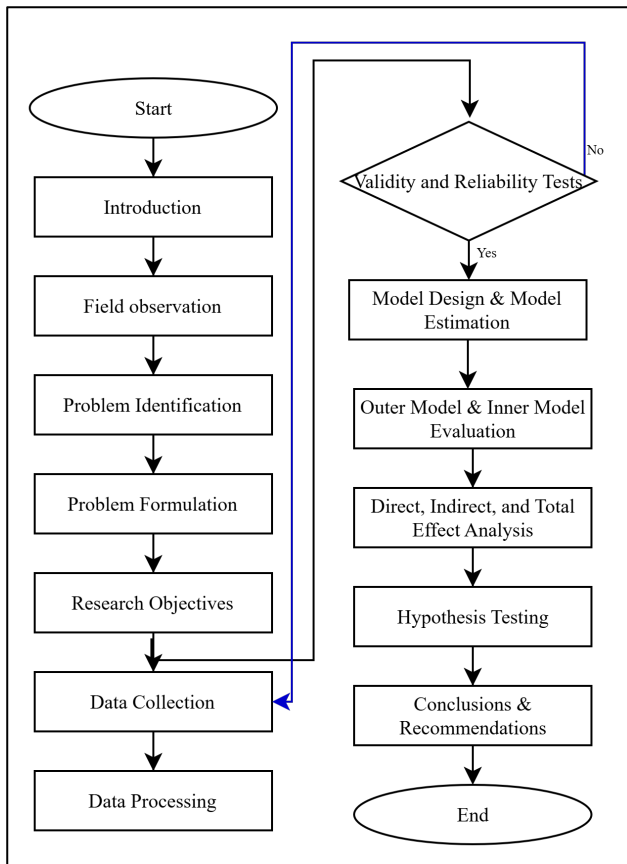 Start
Introduction
Field observation
Problem Identification
Problem Formulation
Research Objectives
Data Collection
Data Processing
Validity and Reliability Tests
No
Yes
Model Design & Model
Estimation
Outer Model & Inner Model
Evaluation
Direct, Indirect, and Total
Effect Analysis
Hypothesis Testing
Conclusions &
Recommendations
End